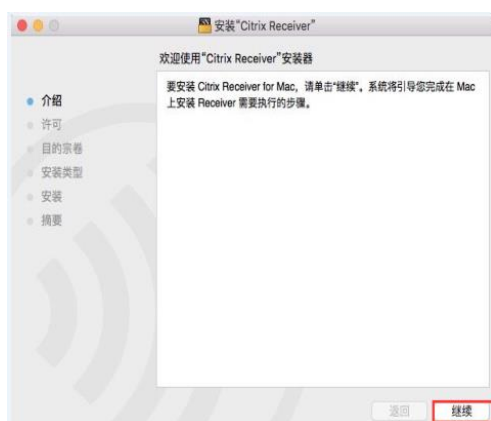 安装“Citrix Receiver”
欢迎使用“Citrix Receiver”安装器
介绍
许可
目的宗卷
安装类型
安装
摘要
要安装 Citrix Receiver for Mac，请单击“继续”。系统将引导您完成在 Mac
上安装 Receiver 需要执行的步骤。
返回
继续